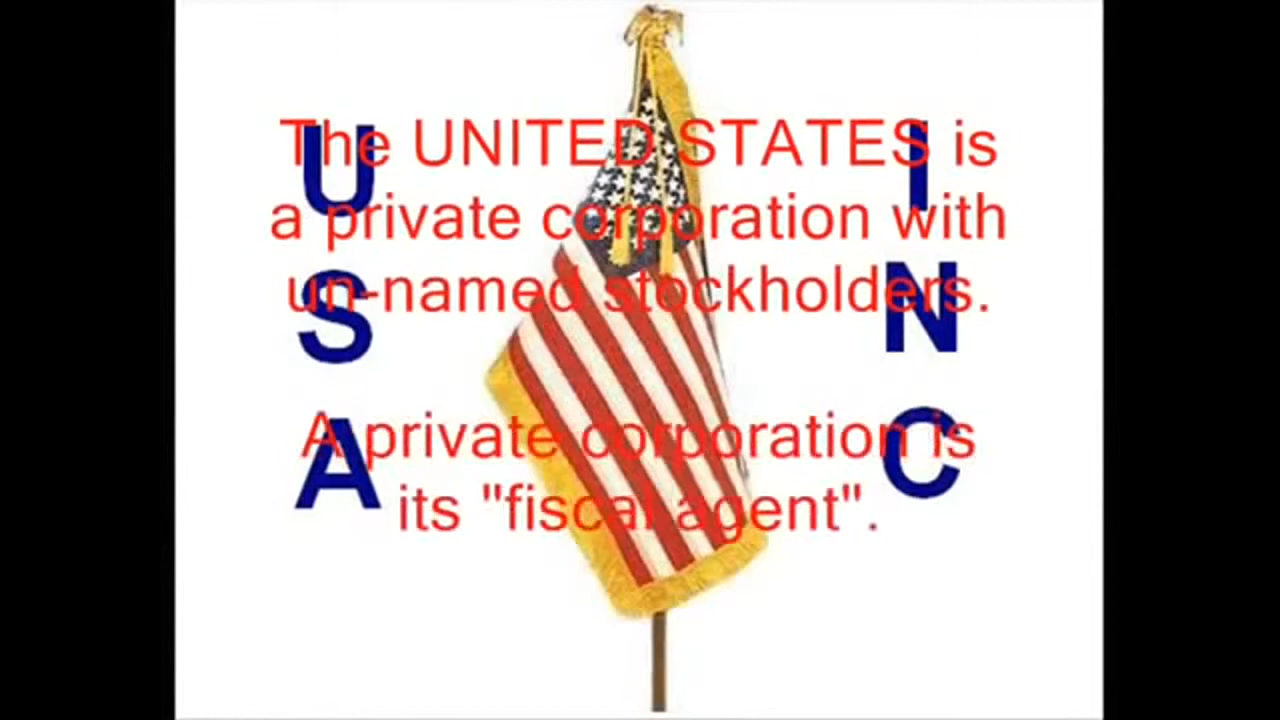 The UNITED STATES is
a private corporation with
un-named stockholders.
A private corporation is
its "fiscal agent".
U
S
A
I
N
C